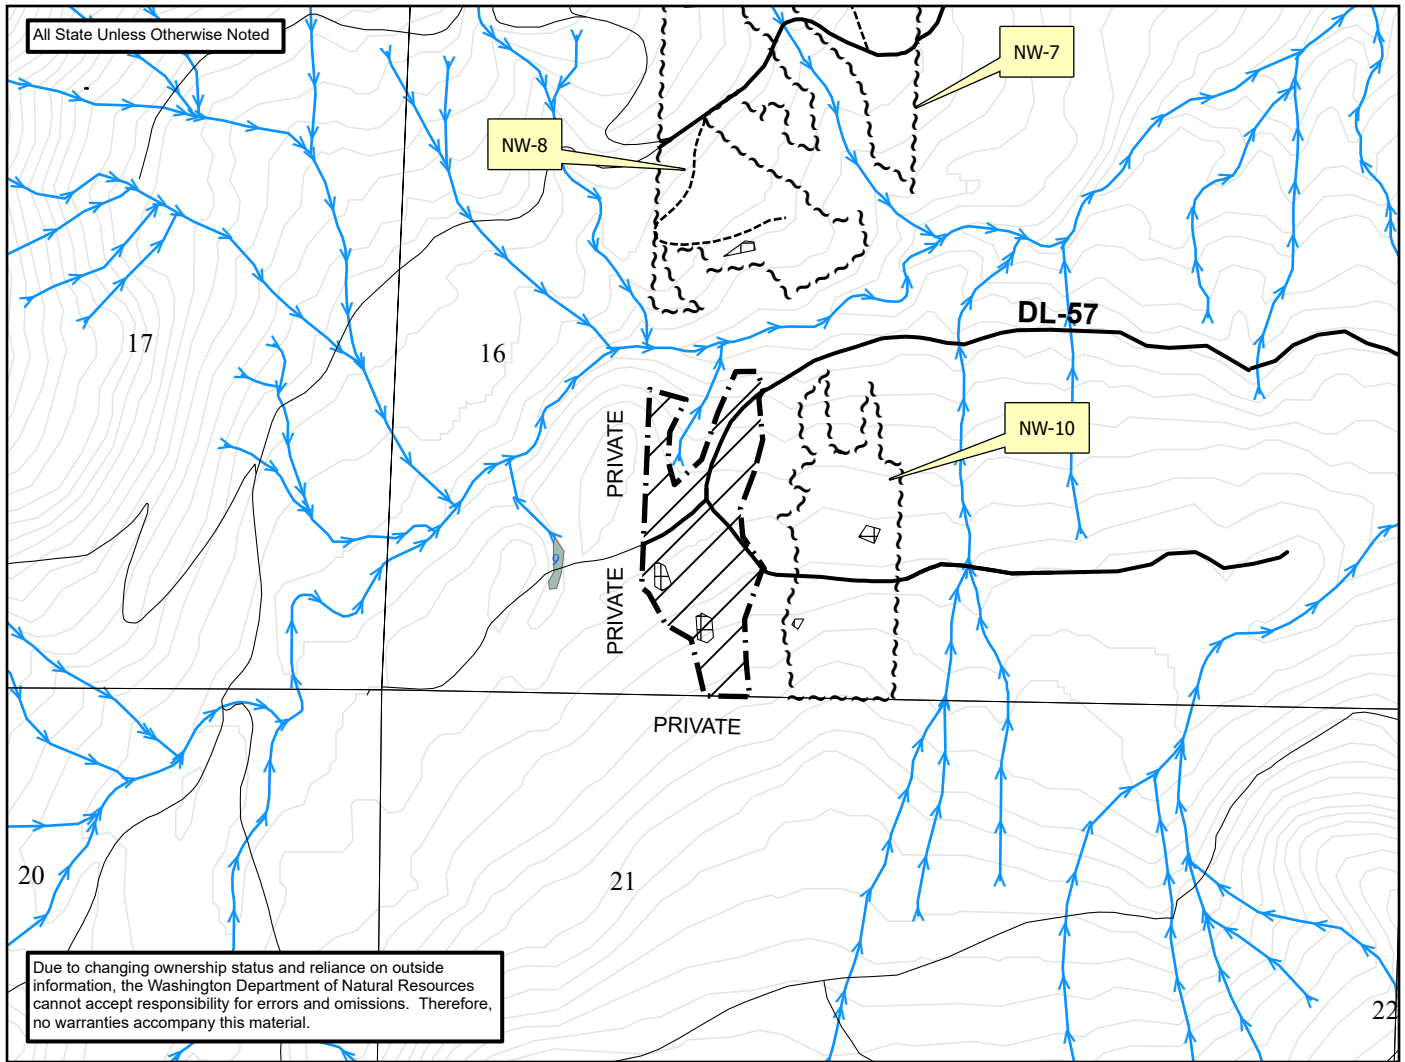 All State Unless Otherwise Noted
NW-7
NW-8
DL-57
17
16
PRIVATE
NW-10
9
PRIVATE
PRIVATE
20
21
Due to changing ownership status and reliance on outside
information, the Washington Department of Natural Resources
cannot accept responsibility for errors and omissions.  Therefore,
no warranties accompany this material.
22